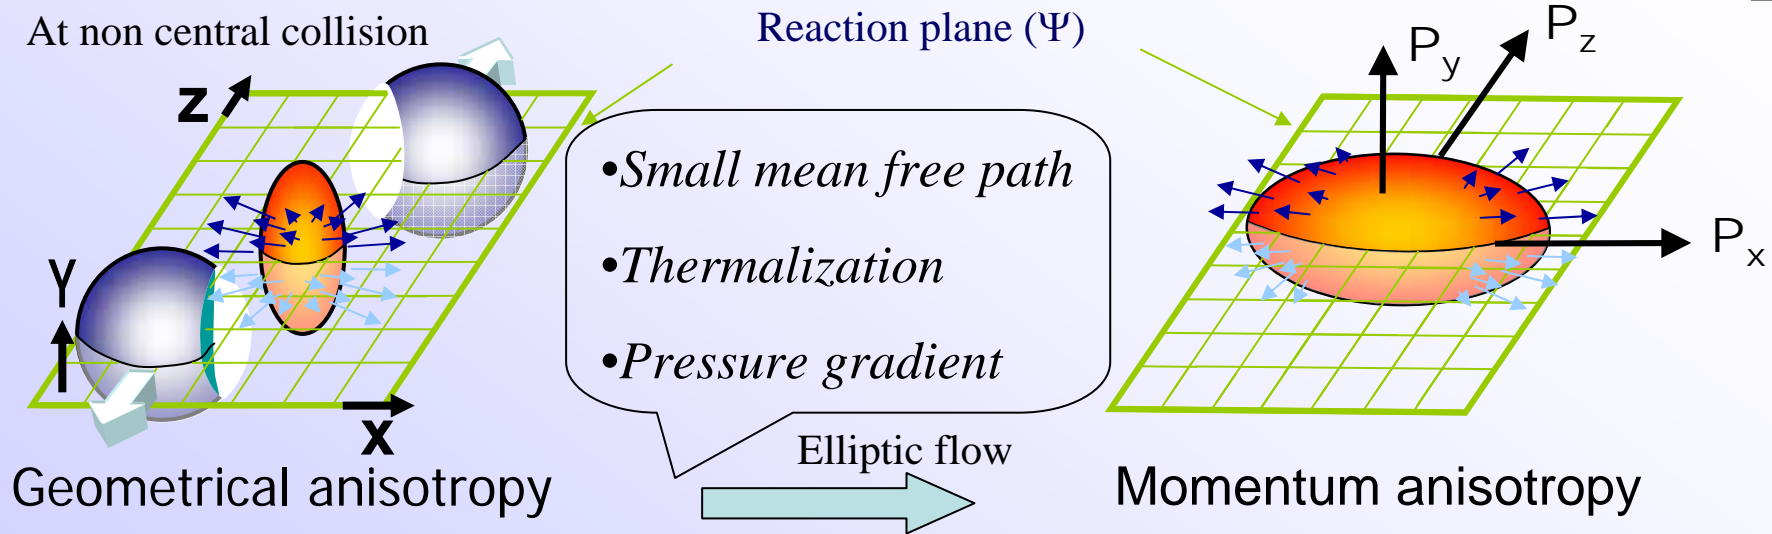 At non central collision
Reaction plane (Ψ)
z
Y
x
•Small mean free path
•Thermalization
•Pressure gradient
Py
Pz
Px
Geometrical anisotropy
Elliptic flow
Momentum anisotropy